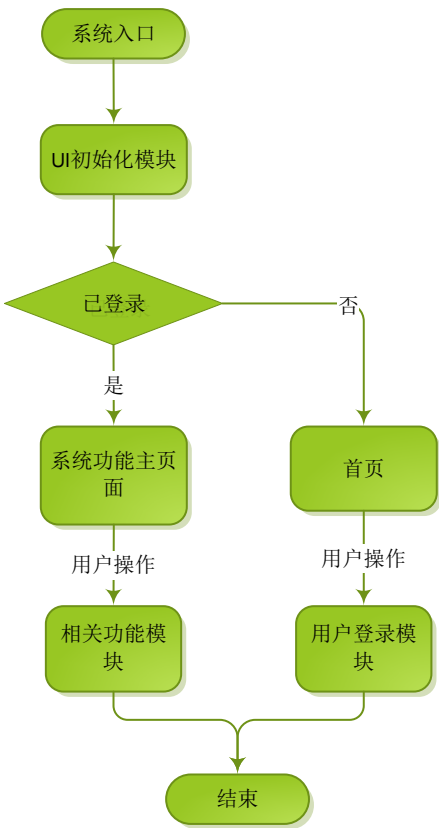 系统入口
UI初始化模块
已登录
否
是
系统功能主页
面
首页
用户操作
用户操作
相关功能模
块
用户登录模
块
结束